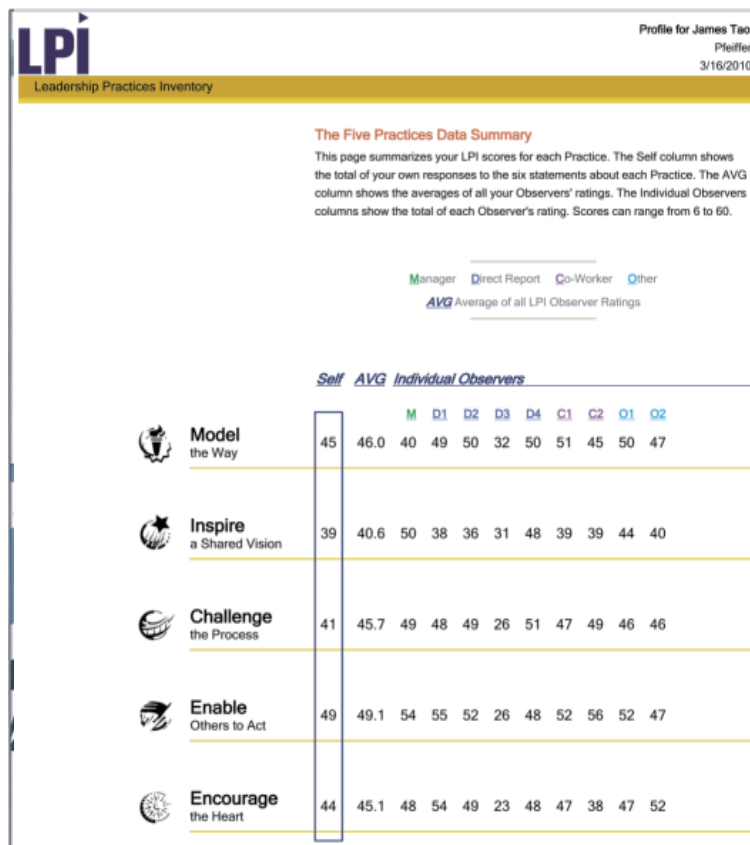 LPI
Profile for James Tao
Pfeiffer
3/16/2010
Leadership Practices Inventory
The Five Practices Data Summary
This page summarizes your LPI scores for each Practice. The Self column shows
the total of your own responses to the six statements about each Practice. The AVG
column shows the averages of all your Observers' ratings. The Individual Observers
columns show the total of each Observer's rating. Scores can range from 6 to 60.
Manager Direct Report Co-Worker Other
AVG Average of all LPI Observer Ratings
Self AVG Individual Observers
M D1 D2 D3 D4 C1 C2 O1 O2
Model
the Way
45 46.0 40 49 50 32 50 51 45 50 47
Inspire
a Shared Vision
39 40.6 50 38 36 31 48 39 39 44 40
Challenge
the Process
41 45.7 49 48 49 26 51 47 49 46 46
Enable
Others to Act
49 49.1 54 55 52 26 48 52 56 52 47
Encourage
the Heart
44 45.1 48 54 49 23 48 47 38 47 52